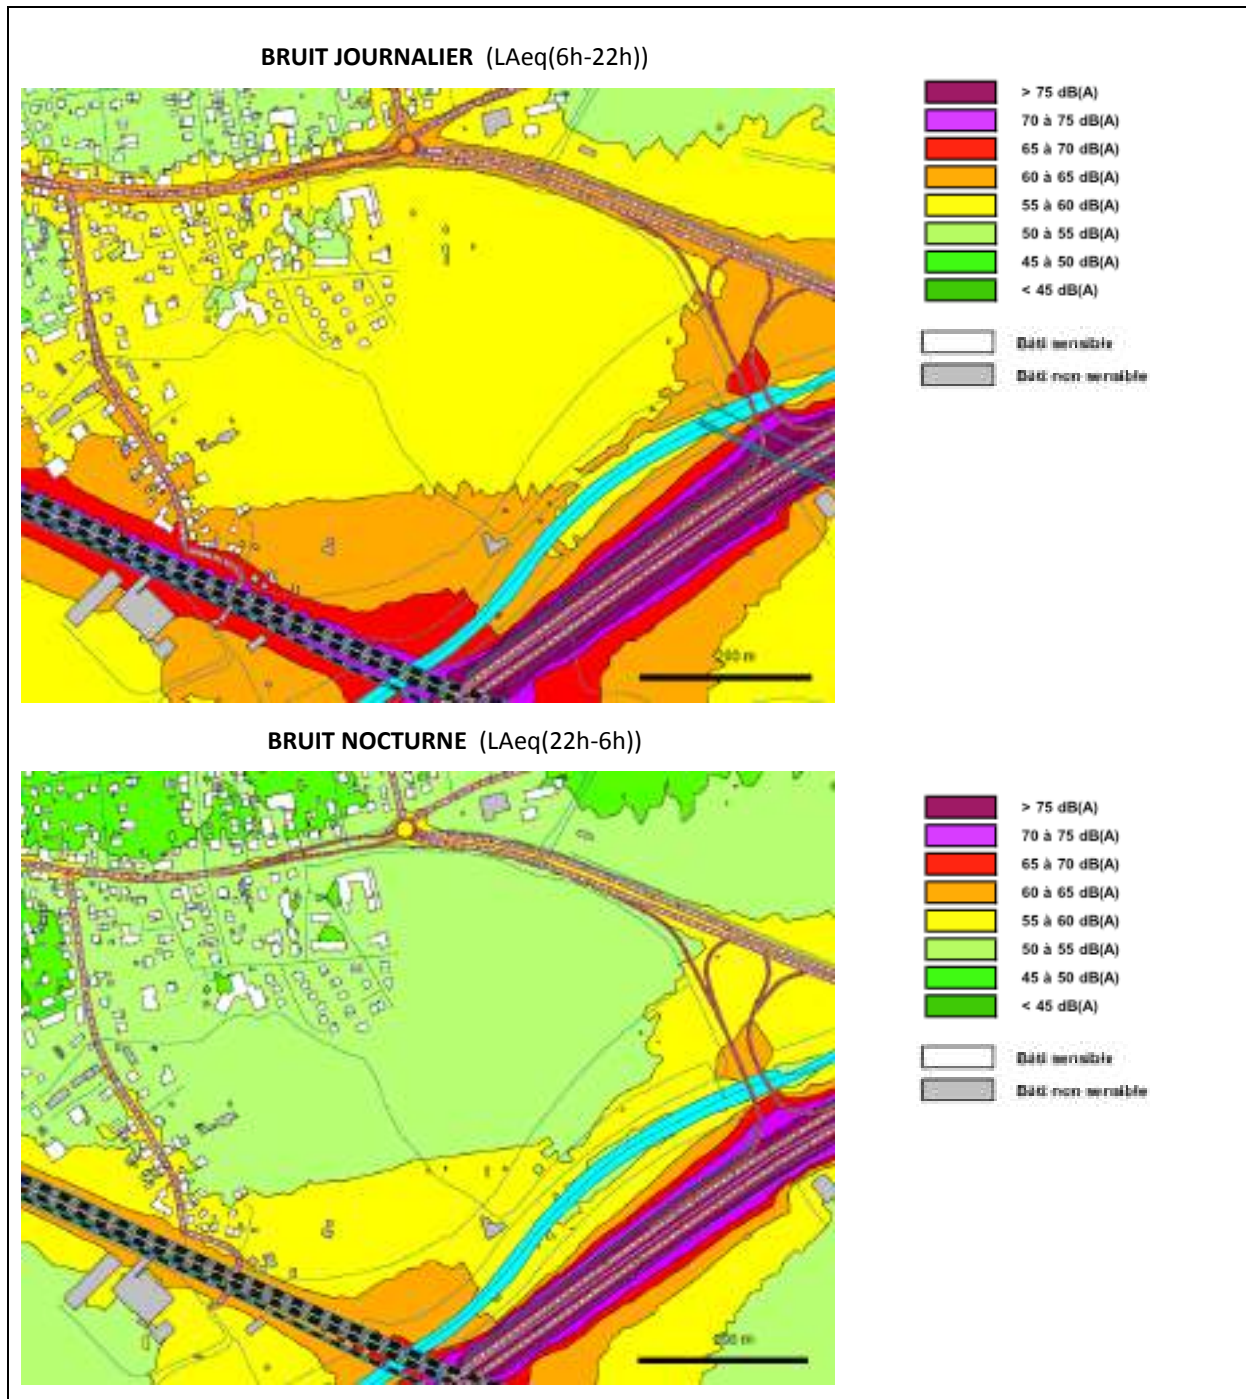 BRUIT JOURNALIER (LAeq(6h-22h))
> 75 dB(A)
70 à 75 dB(A)
65 à 70 dB(A)
60 à 65 dB(A)
55 à 60 dB(A)
50 à 55 dB(A)
45 à 50 dB(A)
< 45 dB(A)
Bâti sensible
Bâti non sensible
200 m
BRUIT NOCTURNE (LAeq(22h-6h))
> 75 dB(A)
70 à 75 dB(A)
65 à 70 dB(A)
60 à 65 dB(A)
55 à 60 dB(A)
50 à 55 dB(A)
45 à 50 dB(A)
< 45 dB(A)
Bâti sensible
Bâti non sensible
200 m